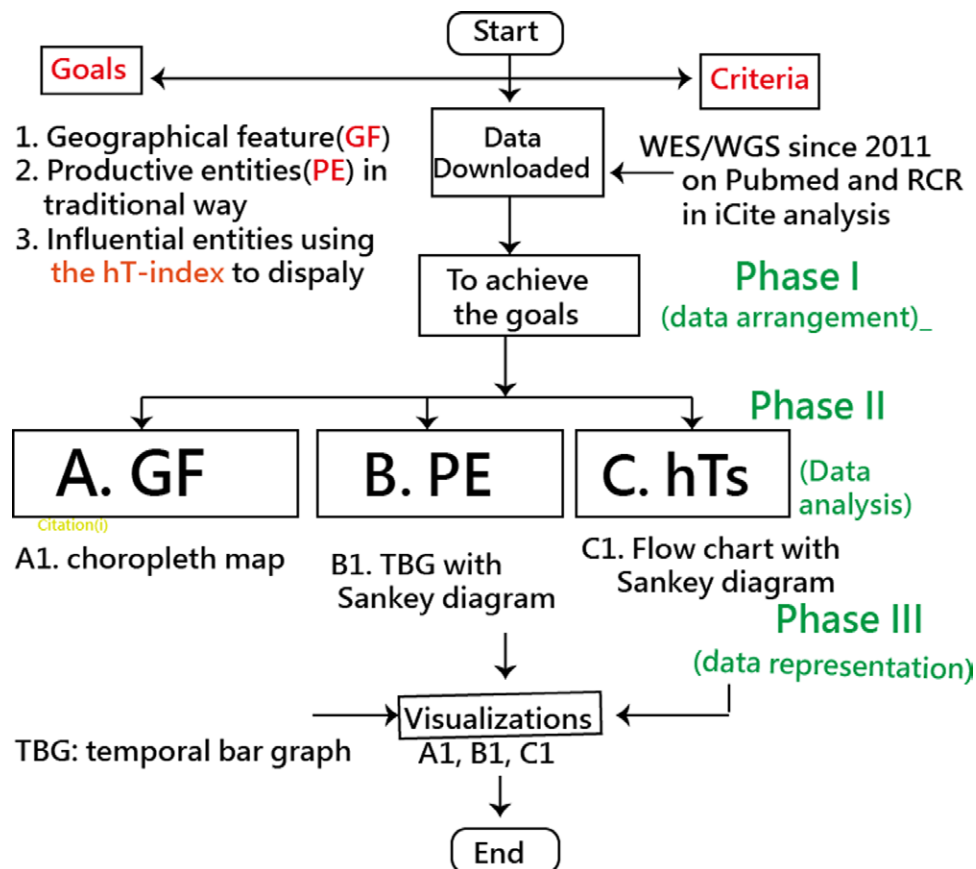 Start
Goals
Criteria
1. Geographical feature(GF)
2. Productive entities(PE) in
traditional way
3. Influential entities using
the hT-index to dispaly
Data
Downloaded
WES/WGS since 2011
on Pubmed and RCR
in iCite analysis
To achieve
the goals
Phase I
(data arrangement)_
Phase II
A. GF
B. PE
C. hTs
(Data
analysis)
Citation(i)
A1. choropleth map
B1. TBG with
Sankey diagram
C1. Flow chart with
Sankey diagram
Phase III
(data representation)
Visualizations
TBG: temporal bar graph
A1, B1, C1
End